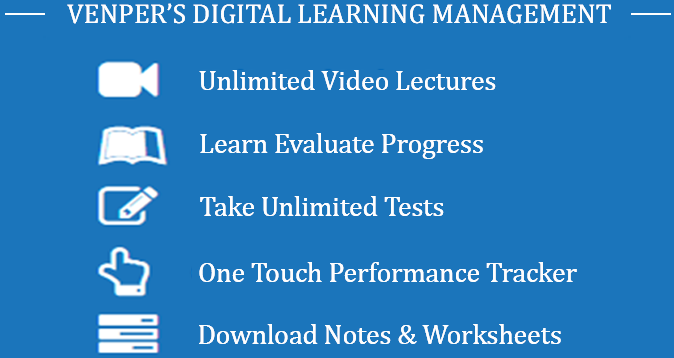 VENPER’S DIGITAL LEARNING MANAGEMENT
Unlimited Video Lectures
Learn Evaluate Progress
Take Unlimited Tests
One Touch Performance Tracker
Download Notes & Worksheets